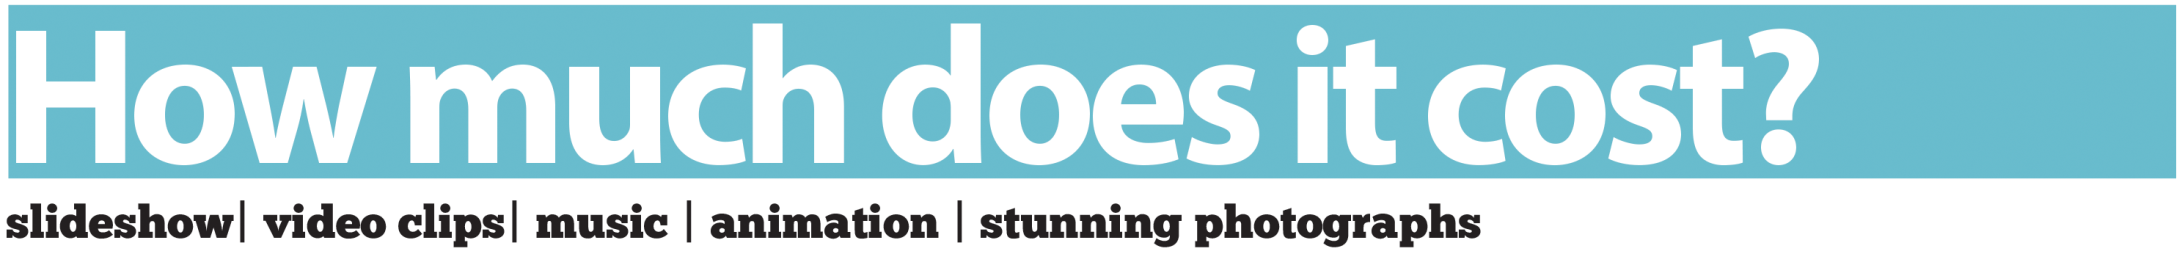 How much does it cost?
slideshow| video clips| music | animation | stunning photographs